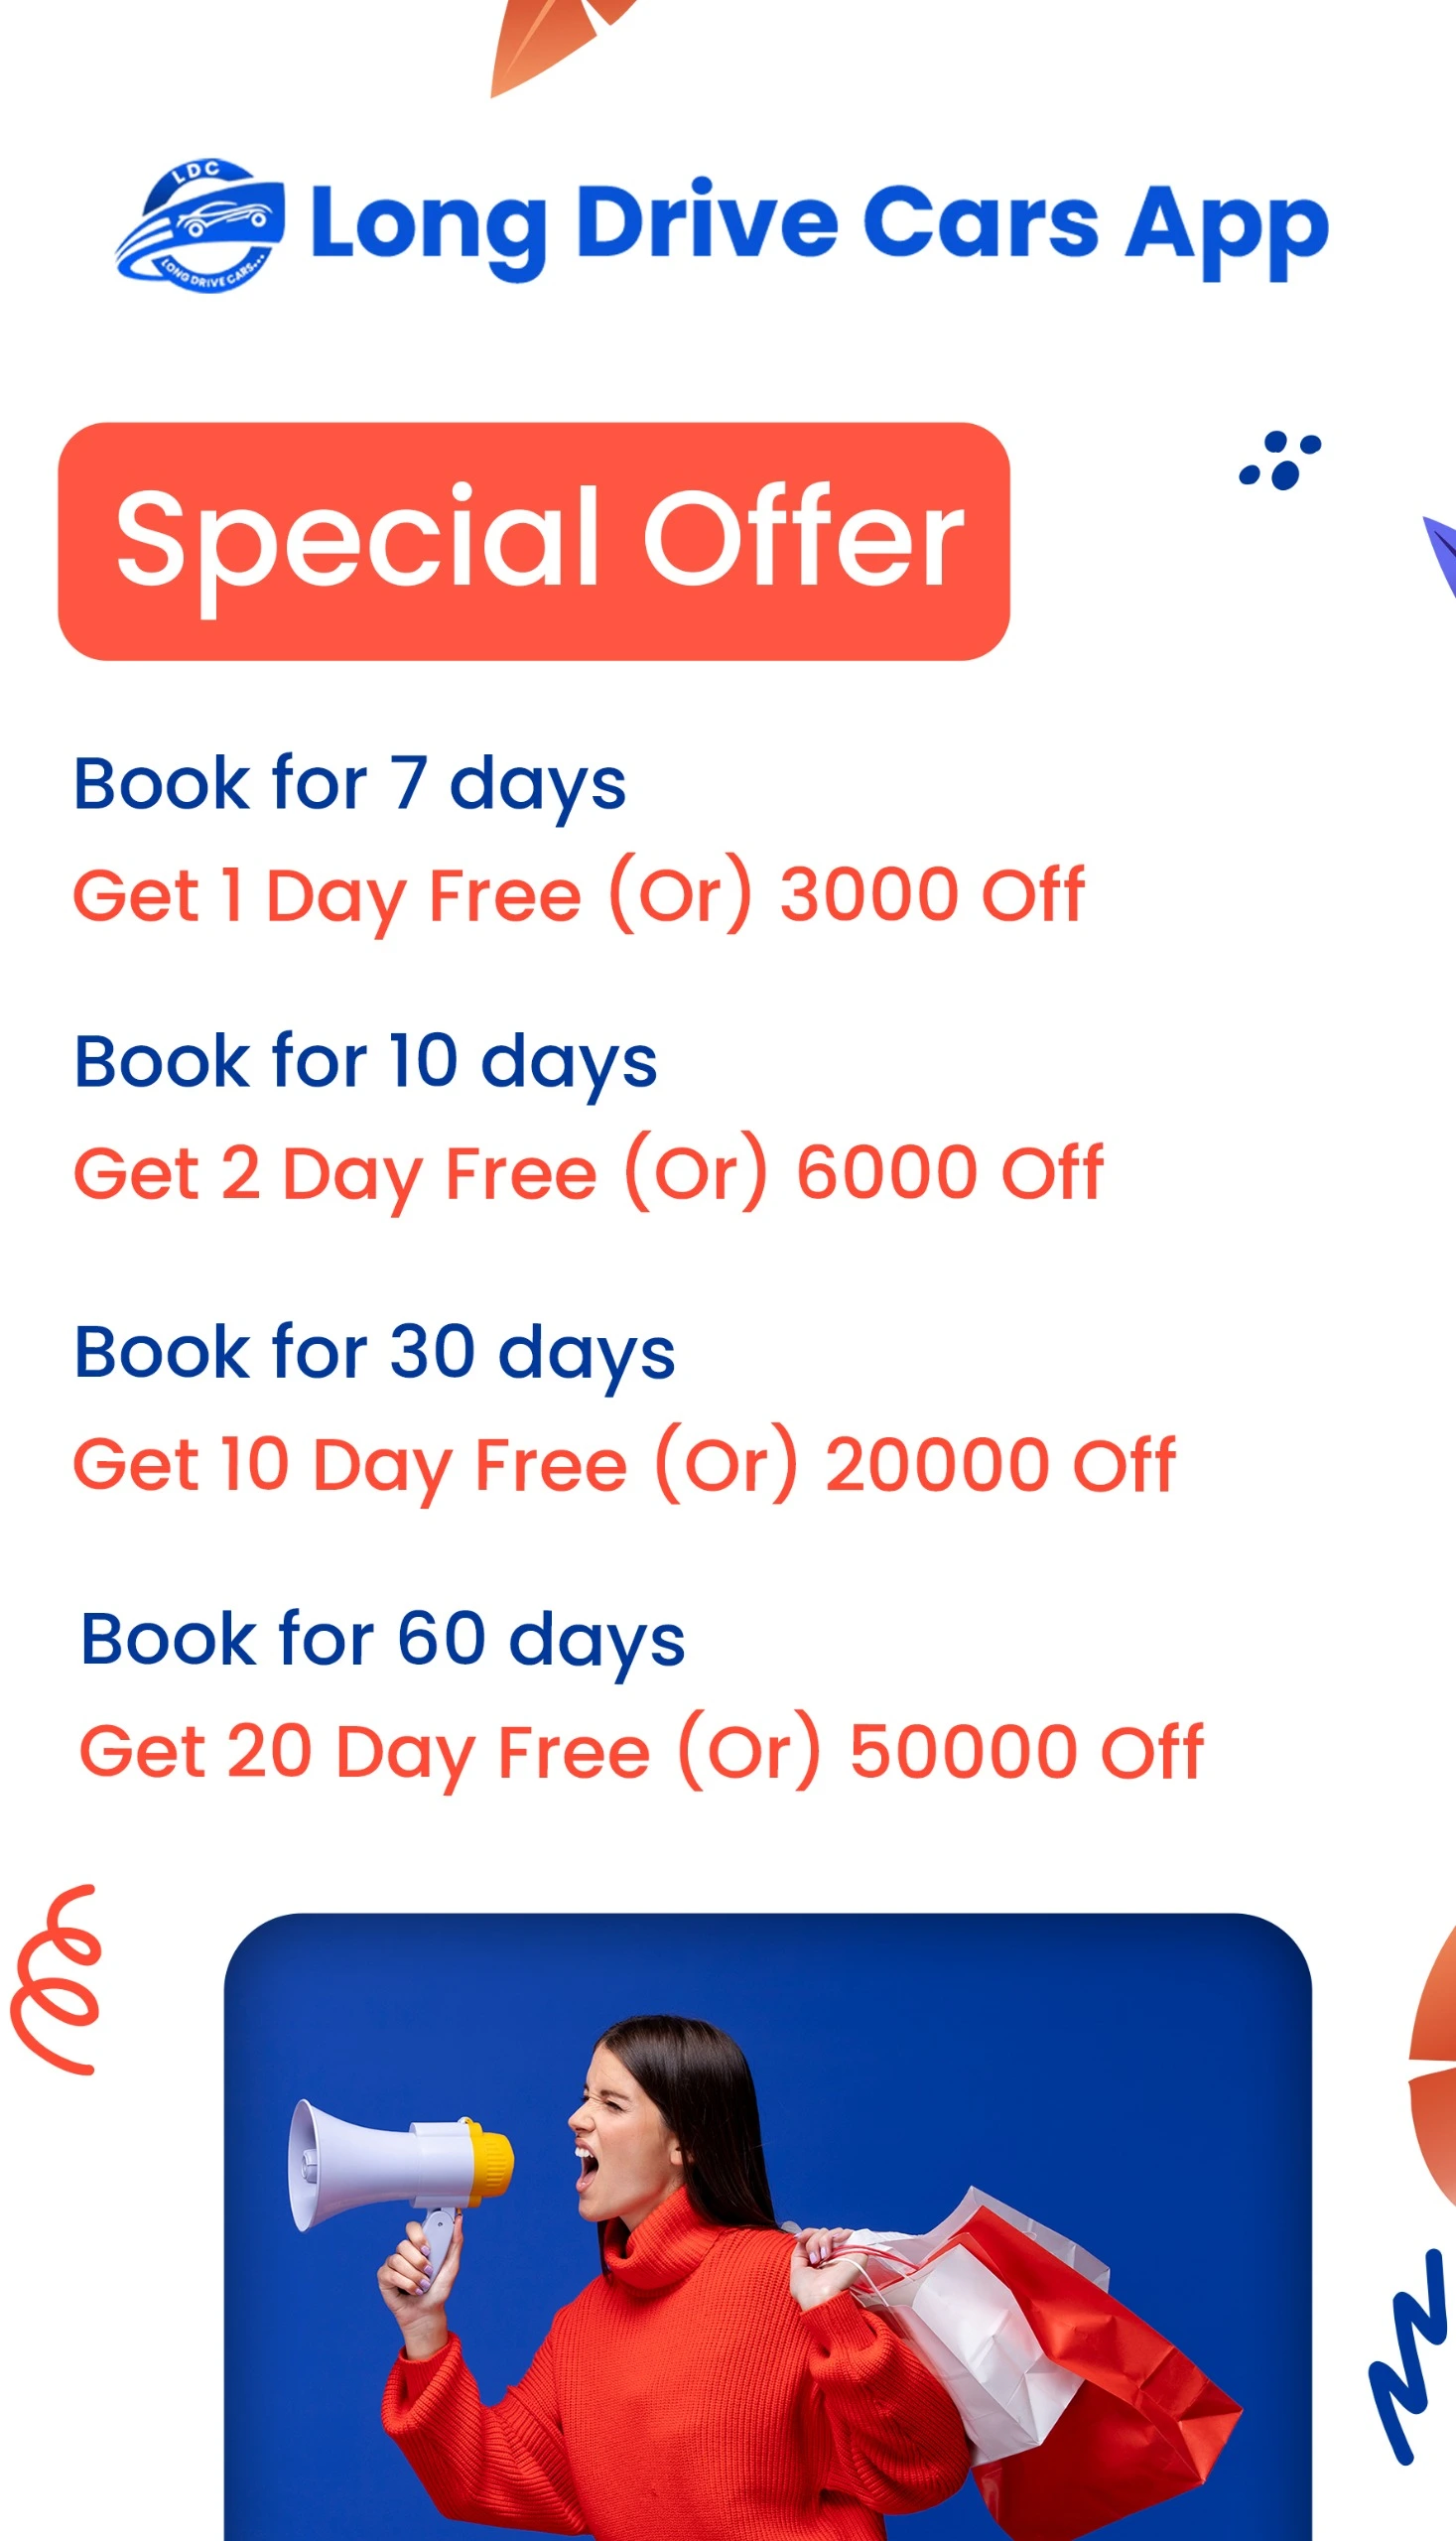 LDC
LONG DRIVE CARS...
Long Drive Cars App
Special Offer
Book for 7 days
Get 1 Day Free (Or) 3000 Off
Book for 10 days
Get 2 Day Free (Or) 6000 Off
Book for 30 days
Get 10 Day Free (Or) 20000 Off
Book for 60 days
Get 20 Day Free (Or) 50000 Off